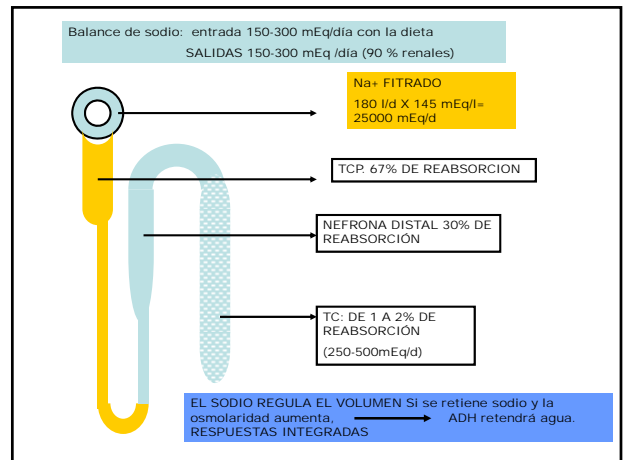 Balance de sodio: entrada 150-300 mEq/día con la dieta
SALIDAS 150-300 mEq /día (90 % renales)
Na+ FITRADO
180 l/d X 145 mEq/l=
25000 mEq/d
TCP. 67% DE REABSORCION
NEFRONA DISTAL 30% DE
REABSORCIÓN
TC: DE 1 A 2% DE
REABSORCIÓN
(250-500mEq/d)
EL SODIO REGULA EL VOLUMEN Si se retiene sodio y la
osmolaridad aumenta, ADH retendrá agua.
RESPUESTAS INTEGRADAS